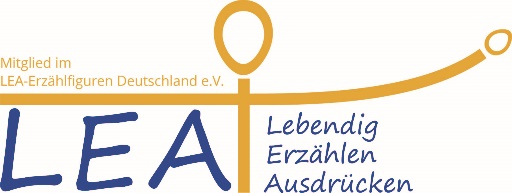 Mitglied im
LEA-Erzählfiguren Deutschland e.V.
LEA
Lebendig
Erzählen
Ausdrücken